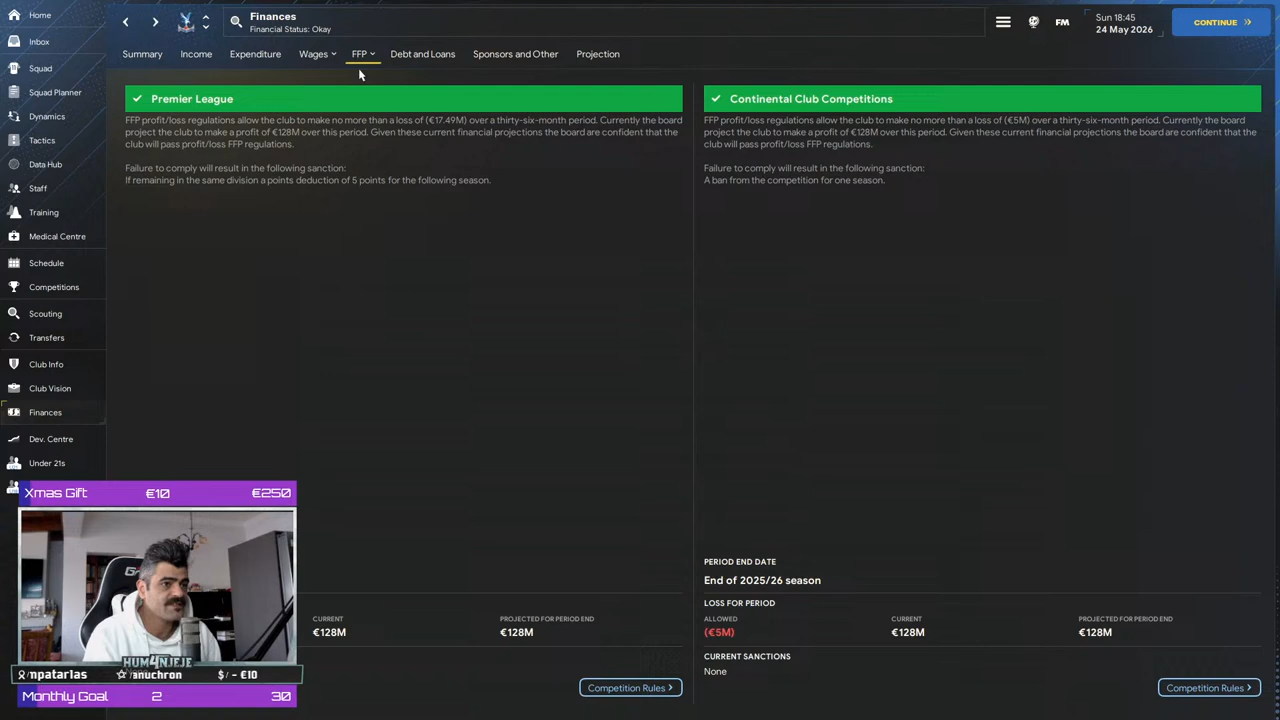 Home
Inbox
Squad
Squad Planner
Dynamics
Tactics
Data Hub
Staff
Training
Medical Centre
Schedule
Competitions
Scouting
Transfers
Club Info
Club Vision
Finances
Dev. Centre
Under 21s
Finances
Financial Status: Okay
FM
Sun 18:45
24 May 2026
CONTINUE
Summary
Income
Expenditure
Wages
FFP
Debt and Loans
Sponsors and Other
Projection
Premier League
FFP profit/loss regulations allow the club to make no more than a loss of (€17.49M) over a thirty-six-month period. Currently the board
project the club to make a profit of €128M over this period. Given these current financial projections the board are confident that the
club will pass profit/loss FFP regulations.
Failure to comply will result in the following sanction:
If remaining in the same division a points deduction of 5 points for the following season.
CURRENT
€128M
PROJECTED FOR PERIOD END
€128M
Competition Rules
Continental Club Competitions
FFP profit/loss regulations allow the club to make no more than a loss of (€5M) over a thirty-six-month period. Currently the board
project the club to make a profit of €128M over this period. Given these current financial projections the board are confident that the
club will pass profit/loss FFP regulations.
Failure to comply will result in the following sanction:
A ban from the competition for one season.
PERIOD END DATE
End of 2025/26 season
LOSS FOR PERIOD
ALLOWED
(€5M)
CURRENT
€128M
PROJECTED FOR PERIOD END
€128M
CURRENT SANCTIONS
None
Competition Rules
Xmas Gift €10 €250
HUM4NJEJE
mpatarias anuchron $/ - €10
Monthly Goal 2 30